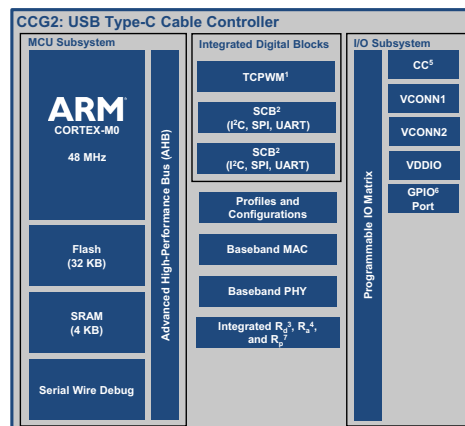 CCG2: USB Type-C Cable Controller
MCU Subsystem
ARM
CORTEX-M0
48 MHz
Flash
(32 KB)
SRAM
(4 KB)
Serial Wire Debug
Advanced High-Performance Bus (AHB)
Integrated Digital Blocks
TCPWM¹
SCB²
(I²C, SPI, UART)
SCB²
(I²C, SPI, UART)
Profiles and
Configurations
Baseband MAC
Baseband PHY
Integrated R_d³, R_a⁴,
and R_p⁷
I/O Subsystem
Programmable IO Matrix
CC⁵
VCONN1
VCONN2
VDDIO
GPIO⁶
Port